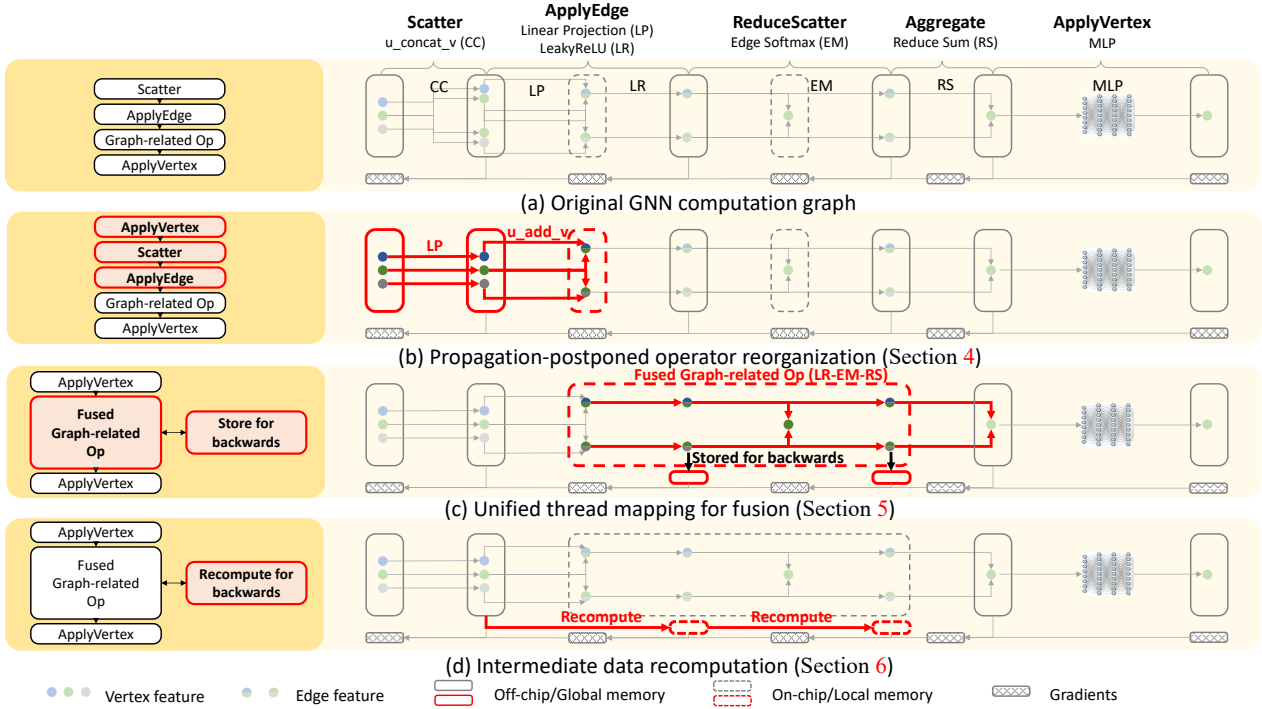 Scatter
u_concat_v (CC)
ApplyEdge
Linear Projection (LP)
LeakyReLU (LR)
ReduceScatter
Edge Softmax (EM)
Aggregate
Reduce Sum (RS)
ApplyVertex
MLP
Scatter
ApplyEdge
Graph-related Op
ApplyVertex
CC
LP
LR
EM
RS
MLP
(a) Original GNN computation graph
ApplyVertex
Scatter
ApplyEdge
Graph-related Op
ApplyVertex
LP
u_add_v
(b) Propagation-postponed operator reorganization (Section 4)
ApplyVertex
Fused
Graph-related
Op
ApplyVertex
Store for
backwards
Fused Graph-related Op (LR-EM-RS)
Stored for backwards
(c) Unified thread mapping for fusion (Section 5)
ApplyVertex
Fused
Graph-related
Op
ApplyVertex
Recompute for
backwards
Recompute
Recompute
(d) Intermediate data recomputation (Section 6)
Vertex feature
Edge feature
Off-chip/Global memory
On-chip/Local memory
Gradients